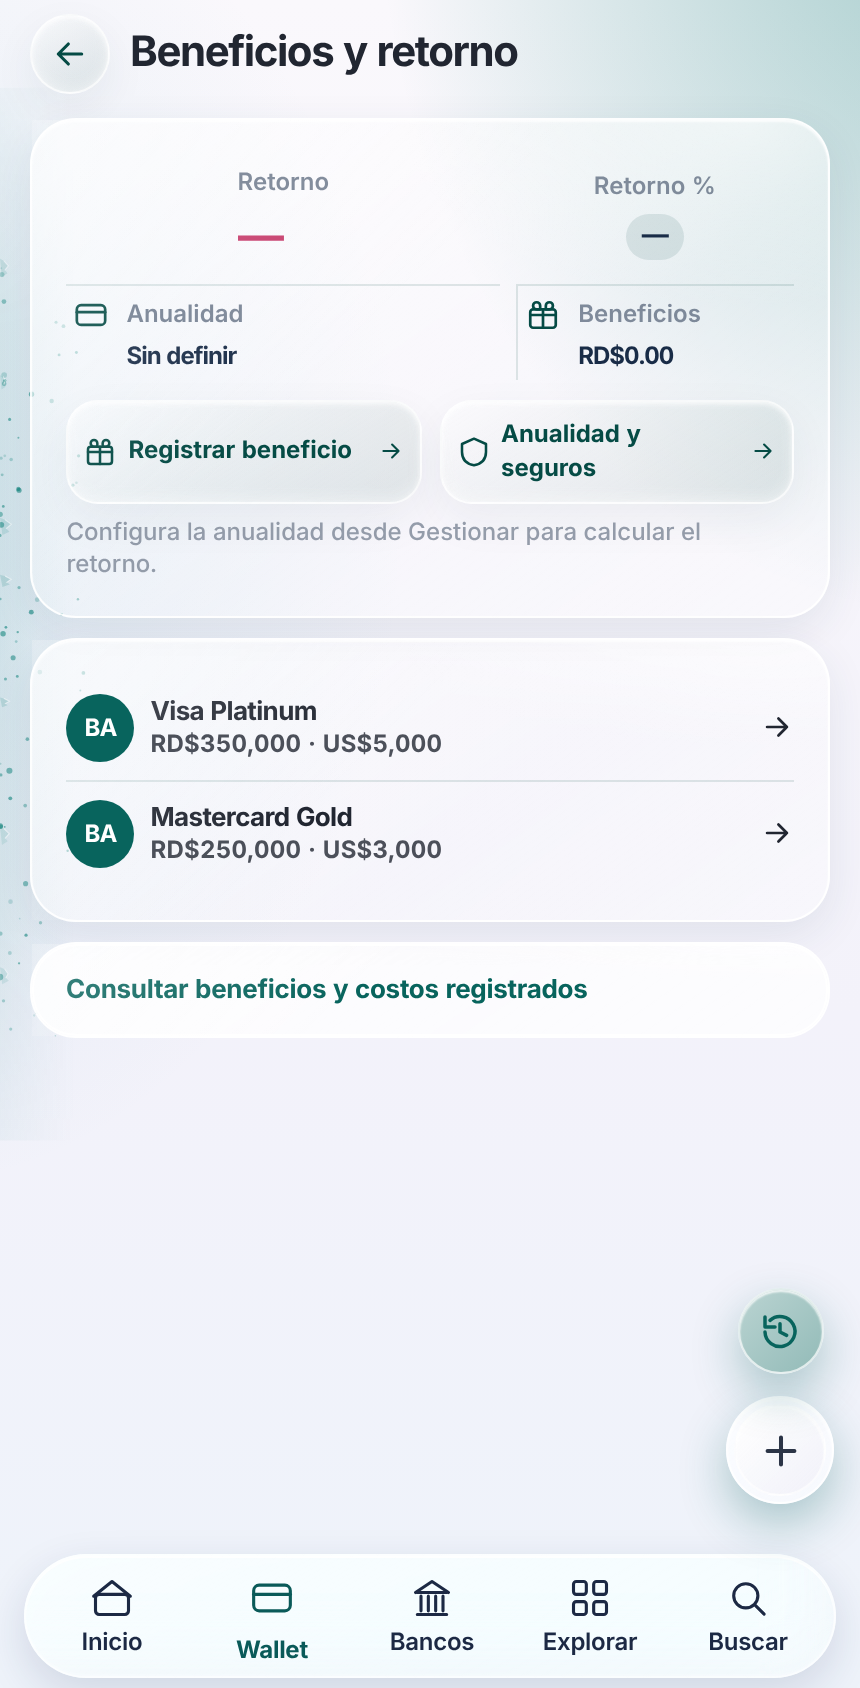 Beneficios y retorno
Retorno
—
Retorno %
—
Anualidad
Sin definir
Beneficios
RD$0.00
Registrar beneficio
Anualidad y
seguros
Configura la anualidad desde Gestionar para calcular el
retorno.
BA
Visa Platinum
RD$350,000 · US$5,000
BA
Mastercard Gold
RD$250,000 · US$3,000
Consultar beneficios y costos registrados
Inicio
Wallet
Bancos
Explorar
Buscar